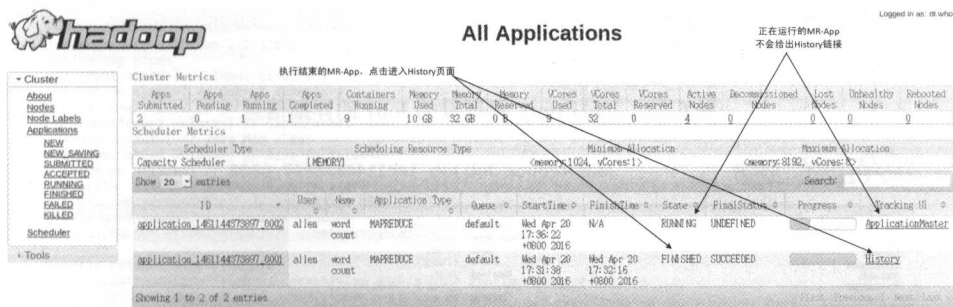 Logged in as: dr.who
hadoop
All Applications
正在运行的MR-App
不会给出History链接
执行结束的MR-App，点击进入History页面
Cluster
About
Nodes
Node Labels
Applications
NEW
NEW_SAVING
SUBMITTED
ACCEPTED
RUNNING
FINISHED
FAILED
KILLED
Scheduler
Tools
Cluster Metrics
Apps Submitted Apps Pending Apps Running Apps Completed Containers Running Memory Used Memory Total Memory Reserved VCores Used VCores Total VCores Reserved Active Nodes Decommissioned Nodes Lost Nodes Unhealthy Nodes Rebooted Nodes
2 0 1 1 9 10 GB 32 GB 0 B 9 32 0 4 0 0 0 0
Scheduler Metrics
Scheduler Type Scheduling Resource Type Minimum Allocation Maximum Allocation
Capacity Scheduler [MEMORY] <memory:1024, vCores:1> <memory:8192, vCores:8>
Show 20 entries Search:
ID User Name Application Type Queue StartTime FinishTime State FinalStatus Progress Tracking UI
application_1461144373897_0002 allen word MAPREDUCE default Wed Apr 20 N/A RUNNING UNDEFINED ApplicationMaster
count 17:36:22
+0800 2016
application_1461144373897_0001 allen word MAPREDUCE default Wed Apr 20 Wed Apr 20 FINISHED SUCCEEDED History
count 17:31:38 17:32:16
+0800 2016 +0800 2016
Showing 1 to 2 of 2 entries First Previous 1 Next Last